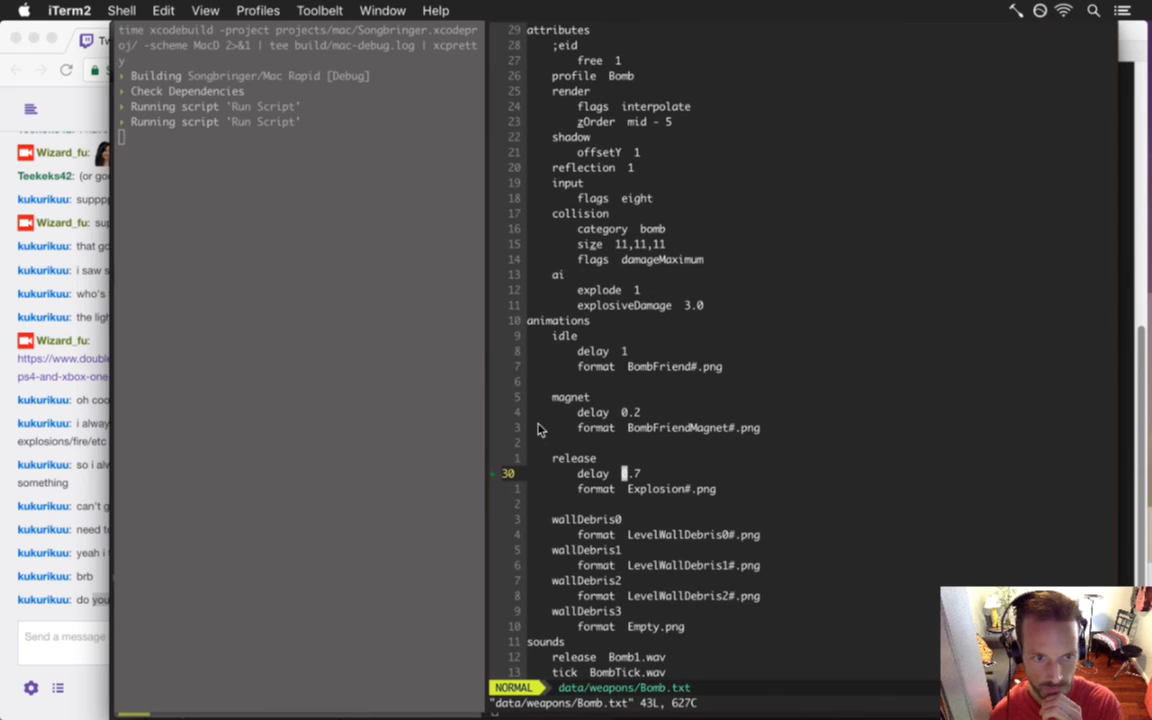 iTerm2 Shell Edit View Profiles Toolbelt Window Help
Tw
Wizard_fu:
Teekeks42: (or go
kukurikuu: suppp
Wizard_fu: sup
kukurikuu: that go
kukurikuu: i saw s
kukurikuu: who's
kukurikuu: the ligh
Wizard_fu:
https://www.double
ps4-and-xbox-one-
kukurikuu: oh coo
kukurikuu: i alway
explosions/fire/etc
kukurikuu: so i alv
something
kukurikuu: can't g
kukurikuu: need to
kukurikuu: yeah i t
kukurikuu: brb
kukurikuu: do you
Send a message
time xcodebuild -project projects/mac/Songbringer.xcodepro
oj/ -scheme MacD 2>&1 | tee build/mac-debug.log | xcprett
y
› Building Songbringer/Mac Rapid [Debug]
› Check Dependencies
› Running script 'Run Script'
› Running script 'Run Script'
29 attributes
28 ;eid
27 free 1
26 profile Bomb
25 render
24 flags interpolate
23 zOrder mid - 5
22 shadow
21 offsetY 1
20 reflection 1
19 input
18 flags eight
17 collision
16 category bomb
15 size 11,11,11
14 flags damageMaximum
13 ai
12 explode 1
11 explosiveDamage 3.0
10 animations
9 idle
8 delay 1
7 format BombFriend#.png
6
5 magnet
4 delay 0.2
3 format BombFriendMagnet#.png
2
1 release
30 delay 0.7
1 format Explosion#.png
2
3 wallDebris0
4 format LevelWallDebris0#.png
5 wallDebris1
6 format LevelWallDebris1#.png
7 wallDebris2
8 format LevelWallDebris2#.png
9 wallDebris3
10 format Empty.png
11 sounds
12 release Bomb1.wav
13 tick BombTick.wav
NORMAL data/weapons/Bomb.txt
"data/weapons/Bomb.txt" 43L, 627C